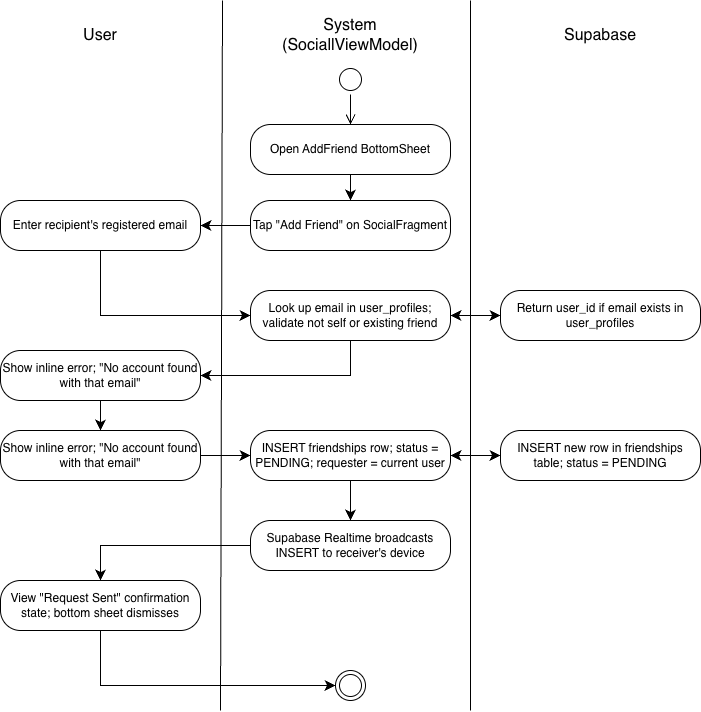 User
System
(SociallViewModel)
Supabase
Open AddFriend BottomSheet
Enter recipient's registered email
Tap "Add Friend" on SocialFragment
Look up email in user_profiles;
validate not self or existing friend
Return user_id if email exists in
user_profiles
Show inline error; "No account found
with that email"
Show inline error; "No account found
with that email"
INSERT friendships row; status =
PENDING; requester = current user
INSERT new row in friendships
table; status = PENDING
Supabase Realtime broadcasts
INSERT to receiver's device
View "Request Sent" confirmation
state; bottom sheet dismisses